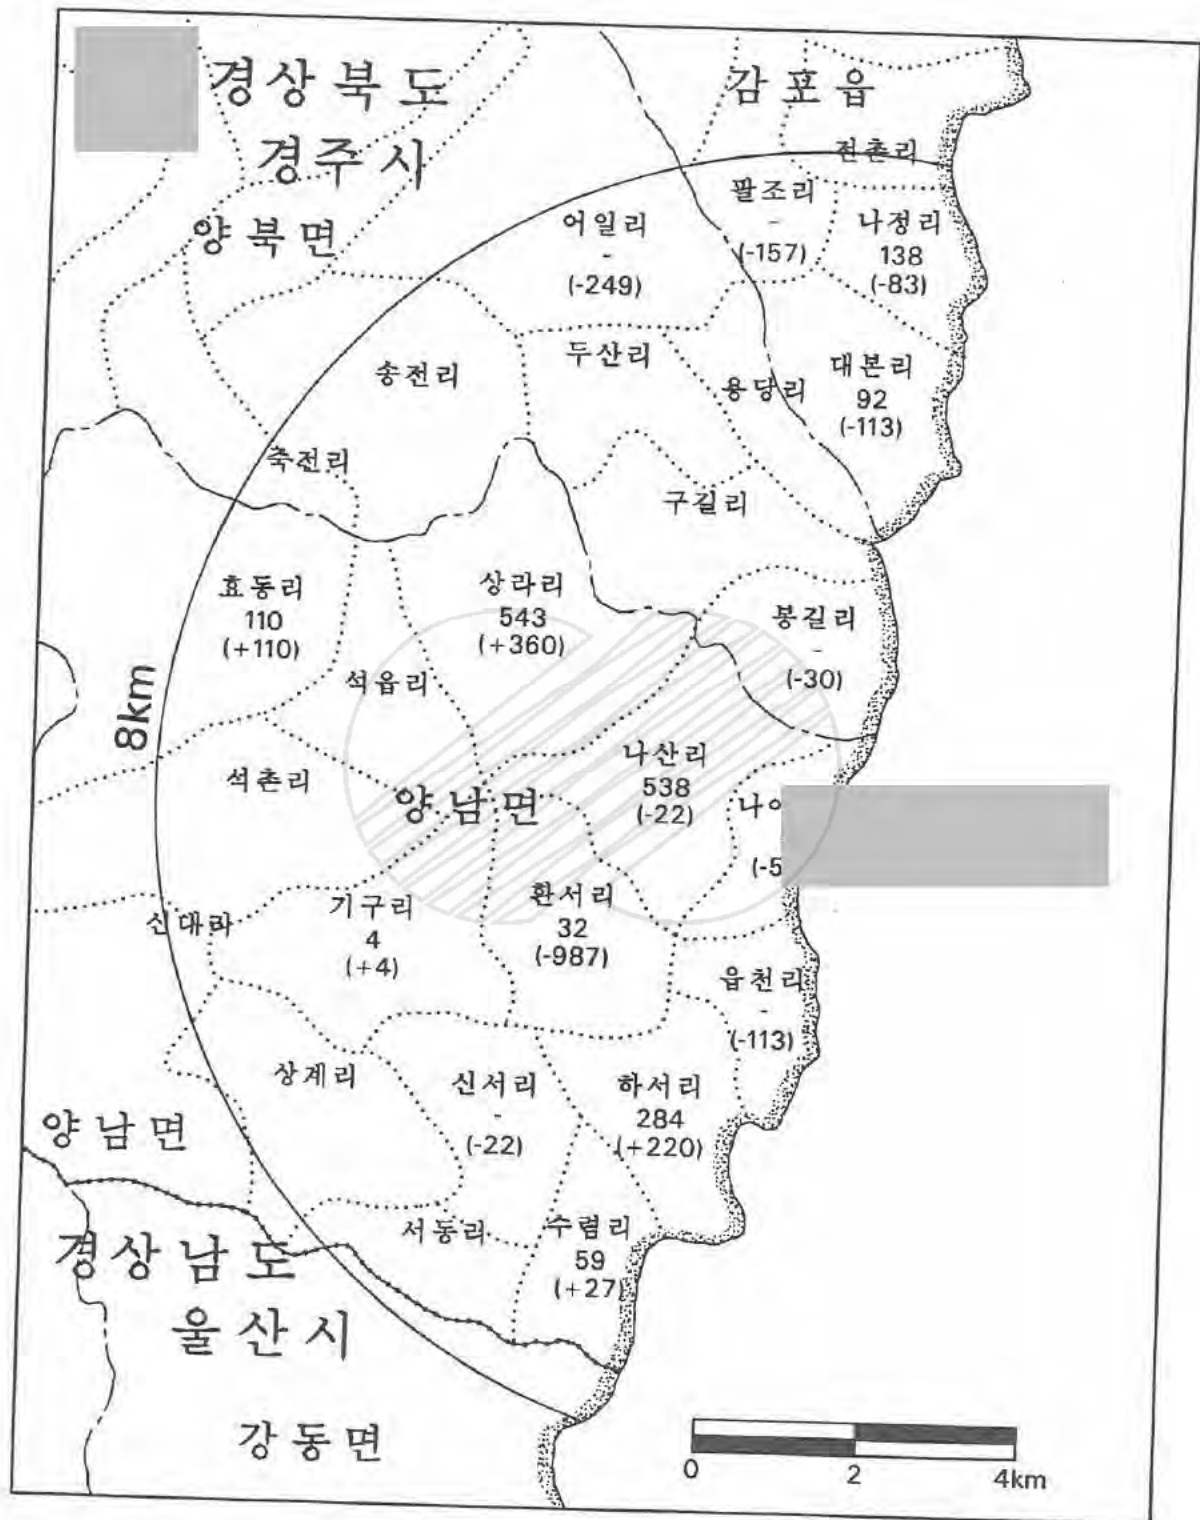 경상북도
경주시
양북면
감포읍
전촌리
팔조리
-
(-157)
나정리
138
(-83)
어일리
-
(-249)
두산리
송전리
용당리
대본리
92
(-113)
축전리
구길리
효동리
110
(+110)
상라리
543
(+360)
봉길리
-
(-30)
석읍리
8km
나산리
538
(-22)
석촌리
양남면
나아
(-5
신대리
기구리
4
(+4)
환서리
32
(-987)
읍천리
-
(-113)
상계리
신서리
-
(-22)
하서리
284
(+220)
양남면
서동리
수렴리
59
(+27)
경상남도
울산시
강동면
0 2 4km